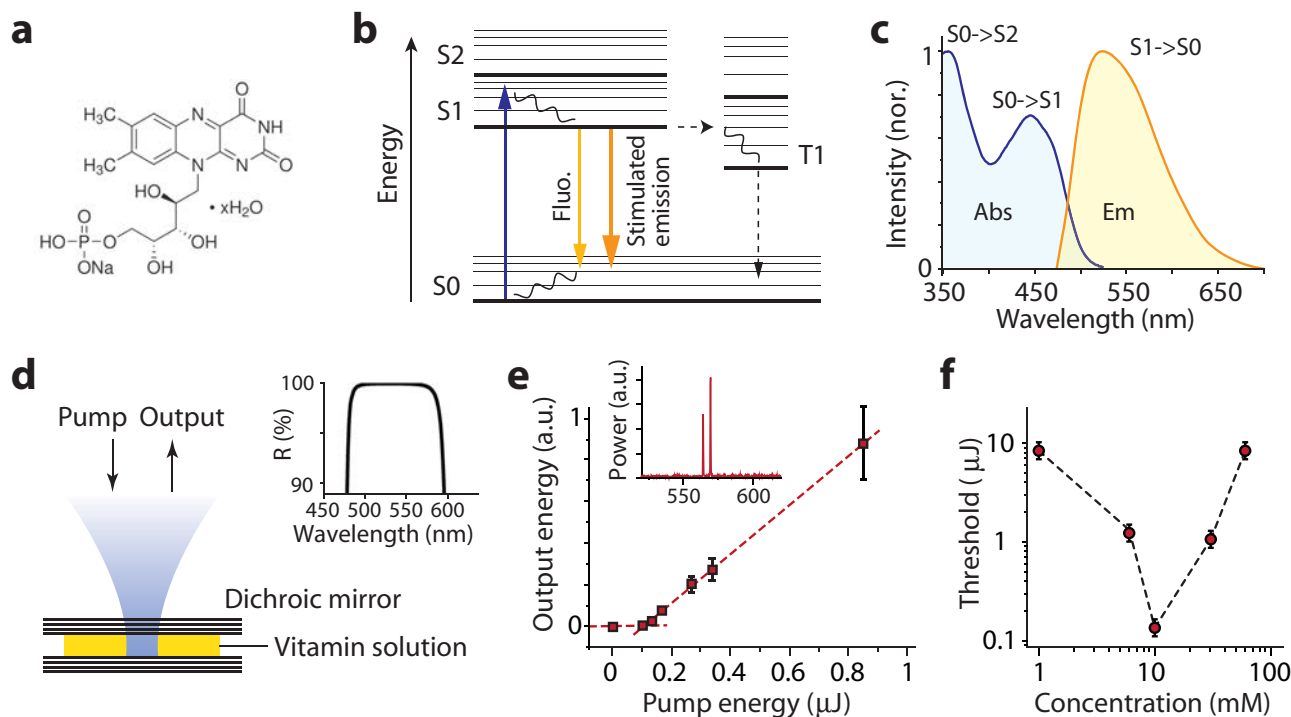 a
H₃C
H₃C
N
O
NH
N
N
O
HO
OH
OH
• xH₂O
O
HO P O
ONa
OH
b
Energy
S2
S1
S0
T1
Fluo.
Stimulated
emission
c
S0->S2
S0->S1
S1->S0
Intensity (nor.)
1
0
Abs
Em
350 450 550 650
Wavelength (nm)
d
Pump Output
Dichroic mirror
Vitamin solution
R (%)
100
90
450 500 550 600
Wavelength (nm)
e
Output energy (a.u.)
1
0
Power (a.u.)
550 600
0 0.2 0.4 0.6 0.8 1
Pump energy (μJ)
f
Threshold (μJ)
10
1
0.1
1 10 100
Concentration (mM)